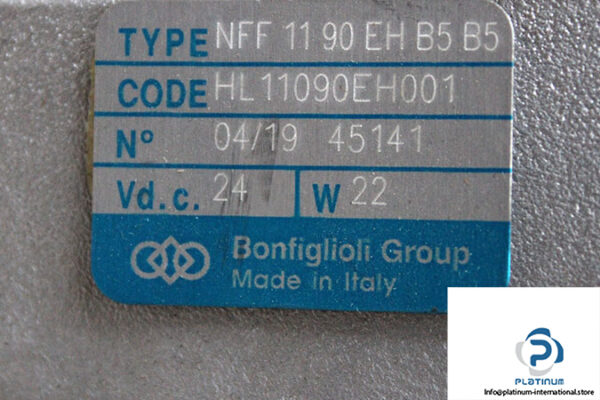 TYPE NFF 11 90 EH B5 B5
CODE HL11090EH001
N° 04/19 45141
Vd.c. 24 W 22
Bonfiglioli Group
Made in Italy
PLATINUM
Info@platinum-international.store